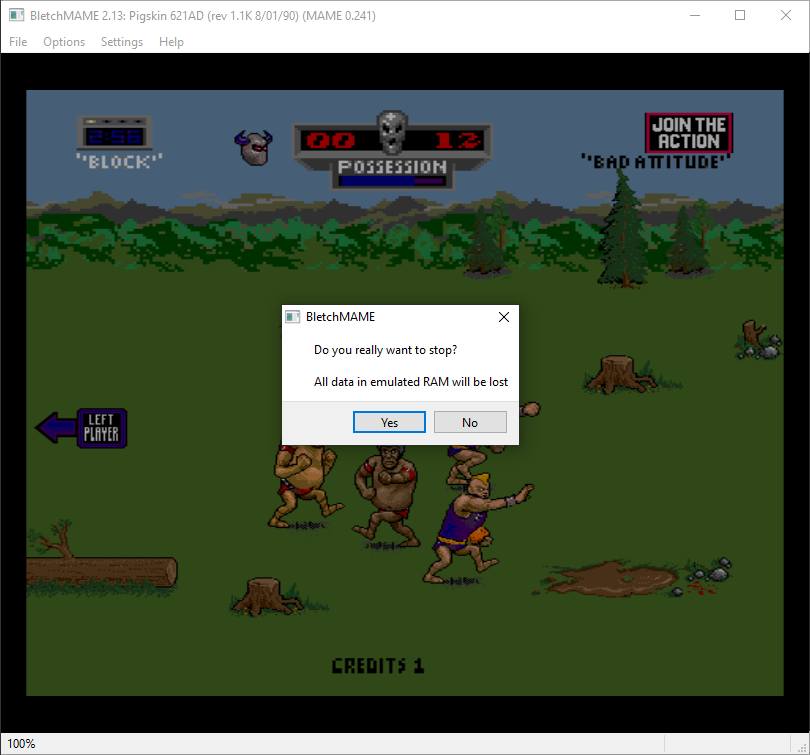 BletchMAME 2.13: Pigskin 621AD (rev 1.1K 8/01/90) (MAME 0.241)
File Options Settings Help
2:56
"BLOCK"
00 12
POSSESSION
JOIN THE
ACTION
"BAD ATTITUDE"
BletchMAME
Do you really want to stop?
All data in emulated RAM will be lost
Yes No
LEFT
PLAYER
CREDITS 1
100%